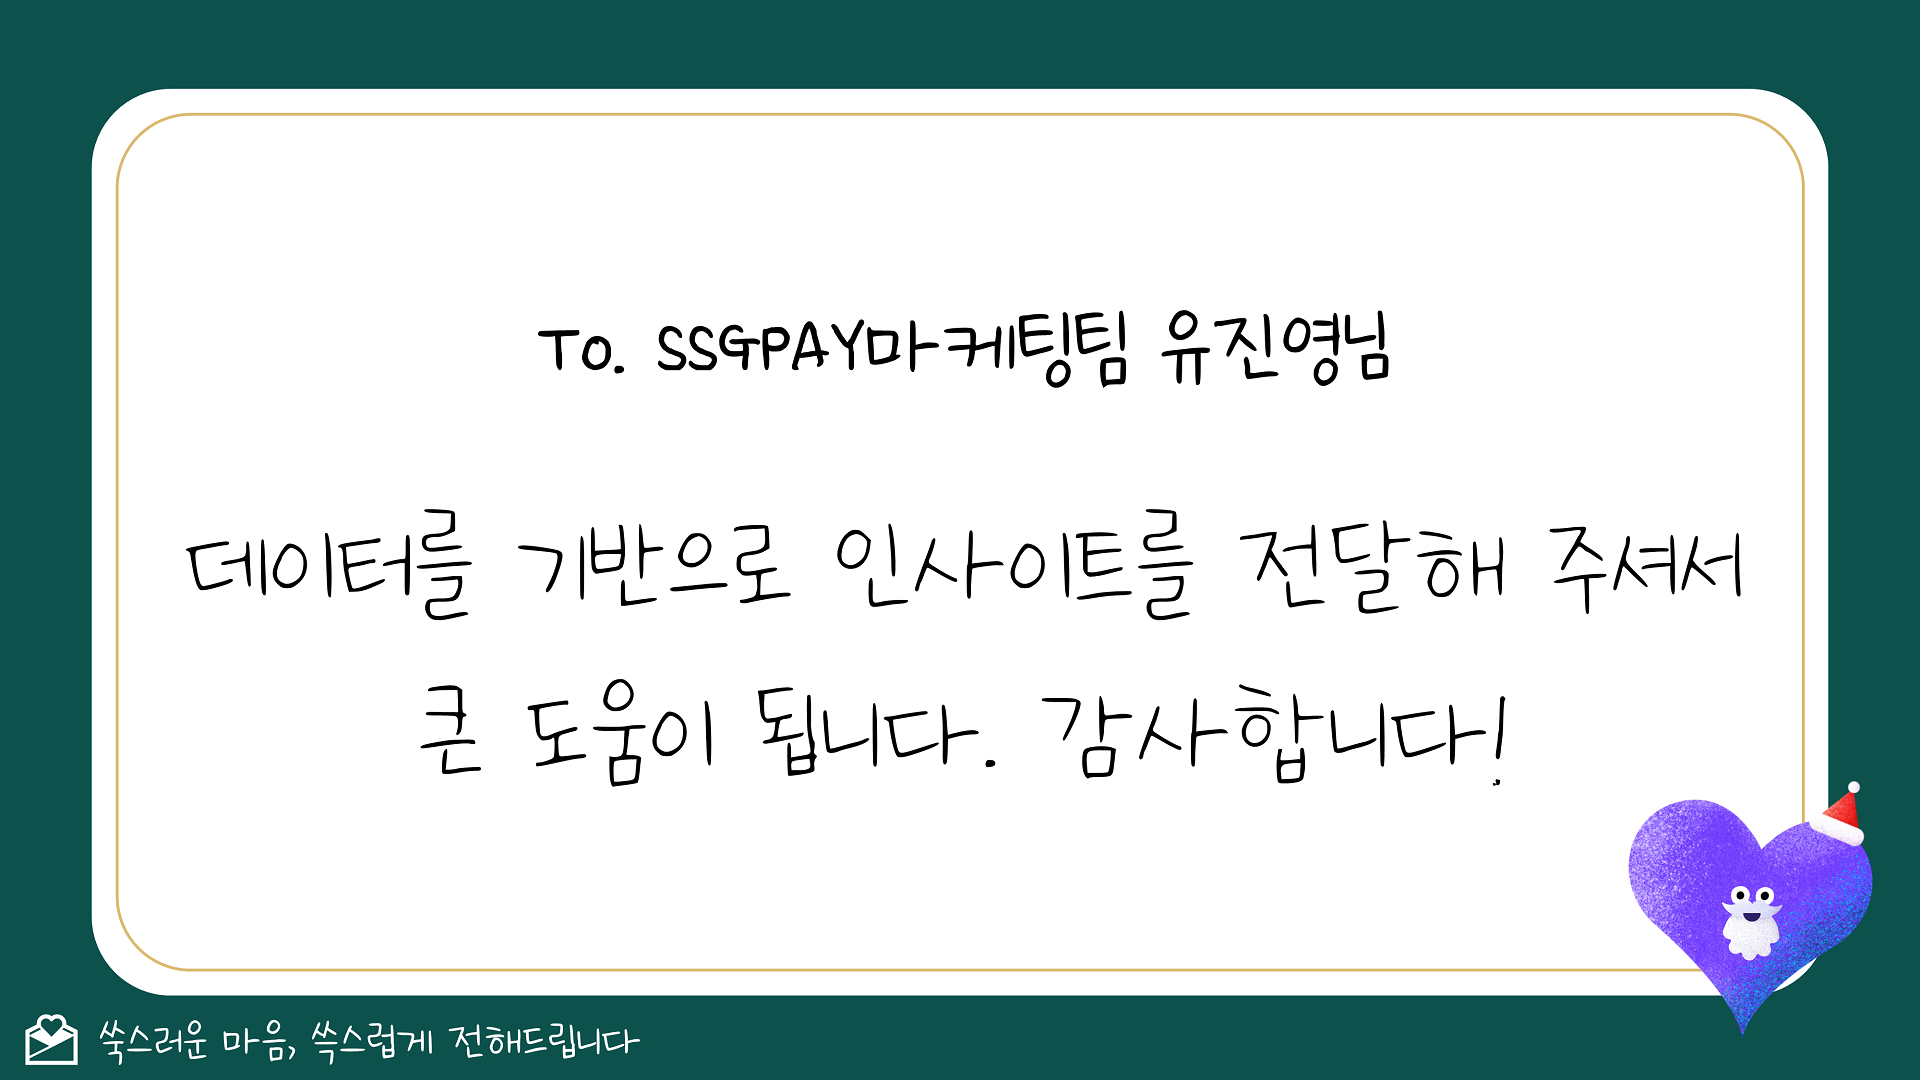 To. SSGPAY마케팅팀 유진영님
데이터를 기반으로 인사이트를 전달해 주셔서
큰 도움이 됩니다. 감사합니다!
쑥스러운 마음, 쓱스럽게 전해드립니다